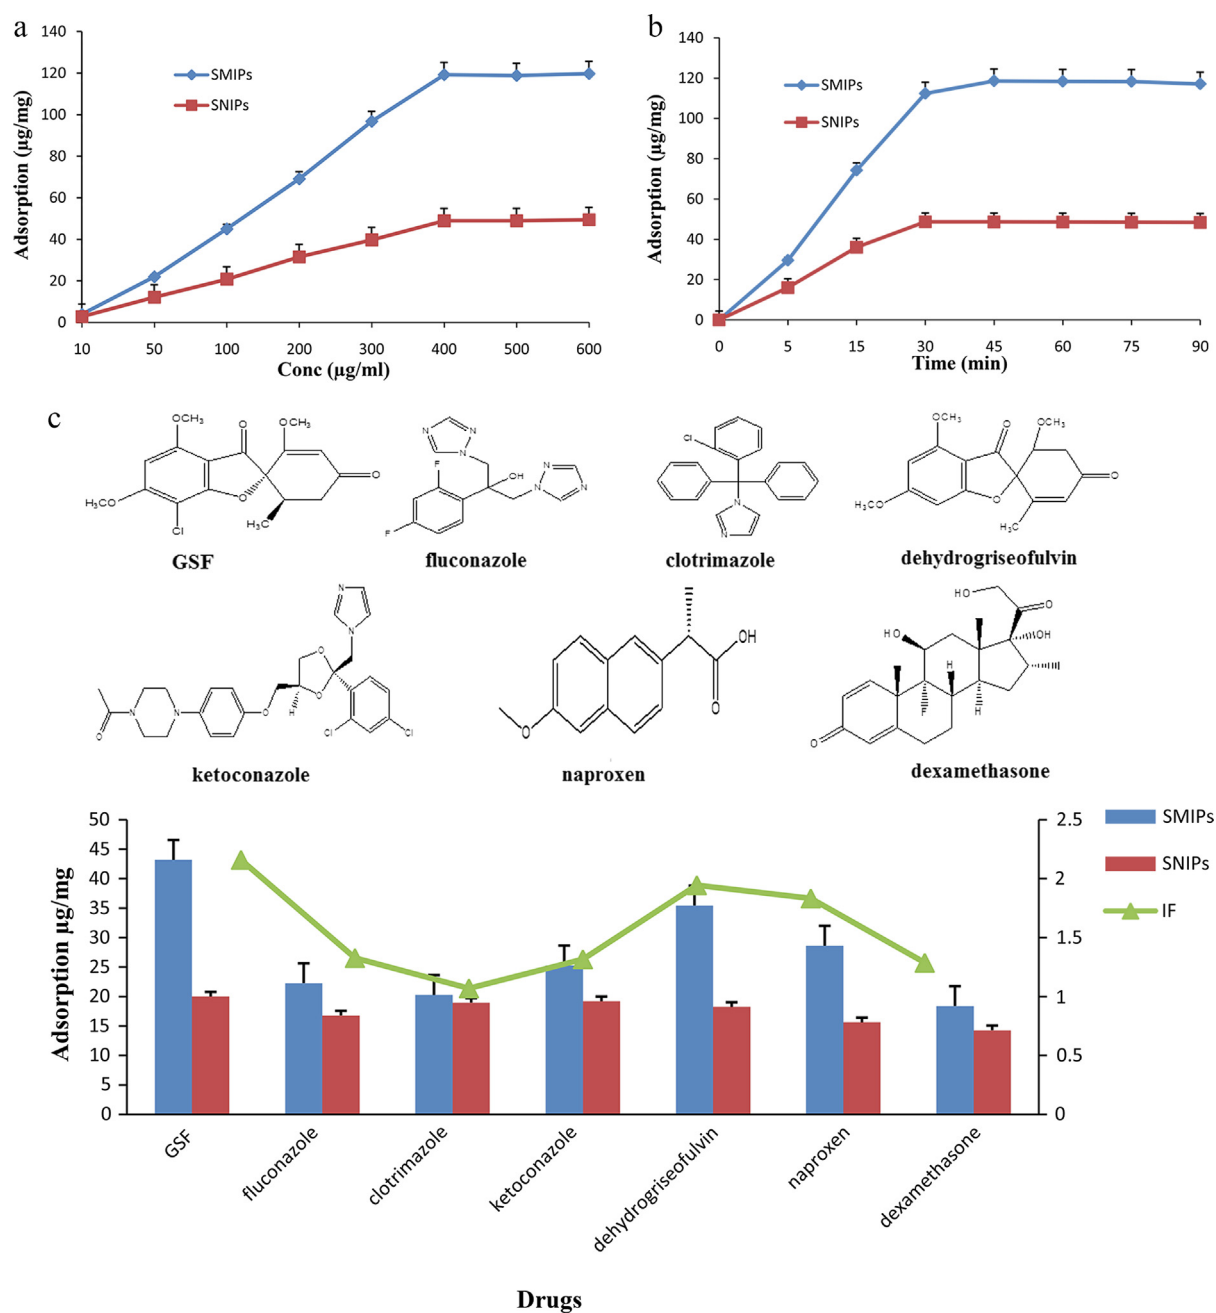 a
Adsorption (µg/mg)
140
120
100
80
60
40
20
0
SMIPs
SNIPs
10 50 100 200 300 400 500 600
Conc (µg/ml)
b
Adsorption (µg/mg)
140
120
100
80
60
40
20
0
SMIPs
SNIPs
0 5 15 30 45 60 75 90
Time (min)
c
OCH3 O OCH3 O OCH3 O Cl H3C
GSF
N N N F OH N N N F
fluconazole
Cl N N
clotrimazole
OCH3 O OCH3 O OCH3 O CH3
dehydrogriseofulvin
N N O O H O N N O Cl Cl
ketoconazole
OH O O
naproxen
HO O HO OH H F H O
dexamethasone
Adsorption µg/mg
50
45
40
35
30
25
20
15
10
5
0
2.5
2
1.5
1
0.5
0
SMIPs
SNIPs
IF
GSF
fluconazole
clotrimazole
ketoconazole
dehydrogriseofulvin
naproxen
dexamethasone
Drugs